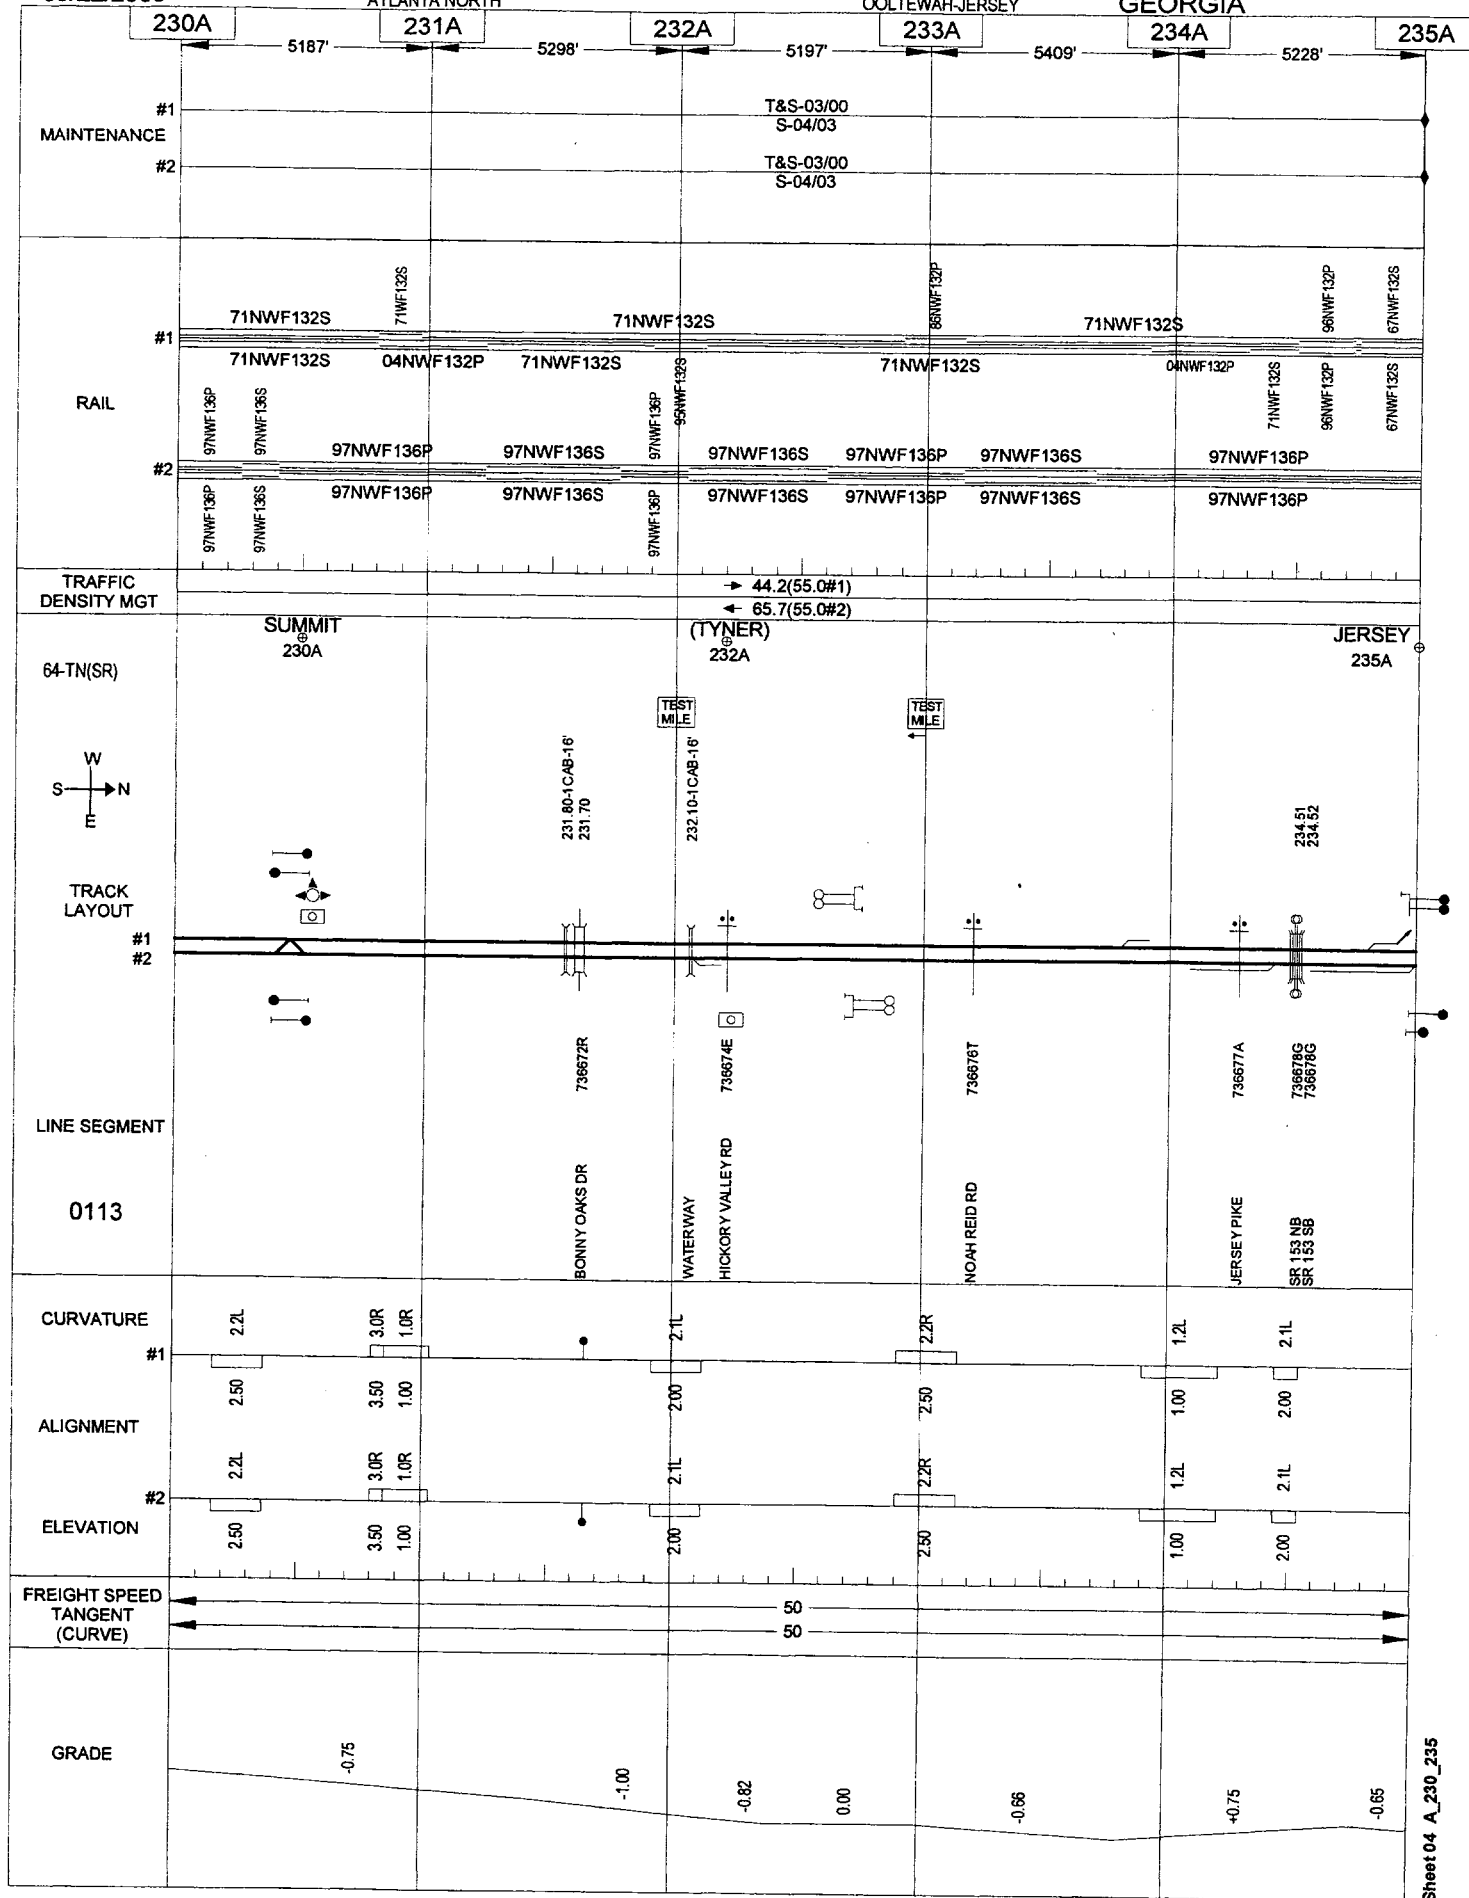 ATLANTA NORTH
OOLTEWAH-JERSEY
GEORGIA
230A 231A 232A 233A 234A 235A
5187' 5298' 5197' 5409' 5228'
MAINTENANCE
#1
T&S-03/00
S-04/03
#2
T&S-03/00
S-04/03
RAIL
71WF132S 86NWF132P 96NWF132P 67NWF132S
71NWF132S 71NWF132S 71NWF132S
#1
71NWF132S 04NWF132P 71NWF132S 71NWF132S 04NWF132P
95NWF132S 71NWF132S 96NWF132P 67NWF132S
97NWF136P 97NWF136S 97NWF136P
97NWF136P 97NWF136S 97NWF136S 97NWF136P 97NWF136S 97NWF136P
#2
97NWF136P 97NWF136S 97NWF136S 97NWF136P 97NWF136S 97NWF136P
97NWF136P 97NWF136S 97NWF136P
TRAFFIC
DENSITY MGT
44.2(55.0#1)
65.7(55.0#2)
SUMMIT
230A
(TYNER)
232A
JERSEY
235A
64-TN(SR)
TEST
MILE
TEST
MILE
W
S N
E
231.80-1CAB-16'
231.70
232.10-1CAB-16'
234.51
234.52
TRACK
LAYOUT
#1
#2
736672R
736674E
736676T
736677A
736678G
736678G
LINE SEGMENT
0113
BONNY OAKS DR
WATERWAY
HICKORY VALLEY RD
NOAH REID RD
JERSEY PIKE
SR 153 NB
SR 153 SB
CURVATURE
2.2L 3.0R 1.0R 2.1L 2.2R 1.2L 2.1L
#1
2.50 3.50 1.00 2.00 2.50 1.00 2.00
ALIGNMENT
2.2L 3.0R 1.0R 2.1L 2.2R 1.2L 2.1L
#2
ELEVATION
2.50 3.50 1.00 2.00 2.50 1.00 2.00
FREIGHT SPEED
TANGENT
(CURVE)
50
50
GRADE
-0.75 -1.00 -0.82 0.00 -0.66 +0.75 -0.65
Sheet 04 A_230_235